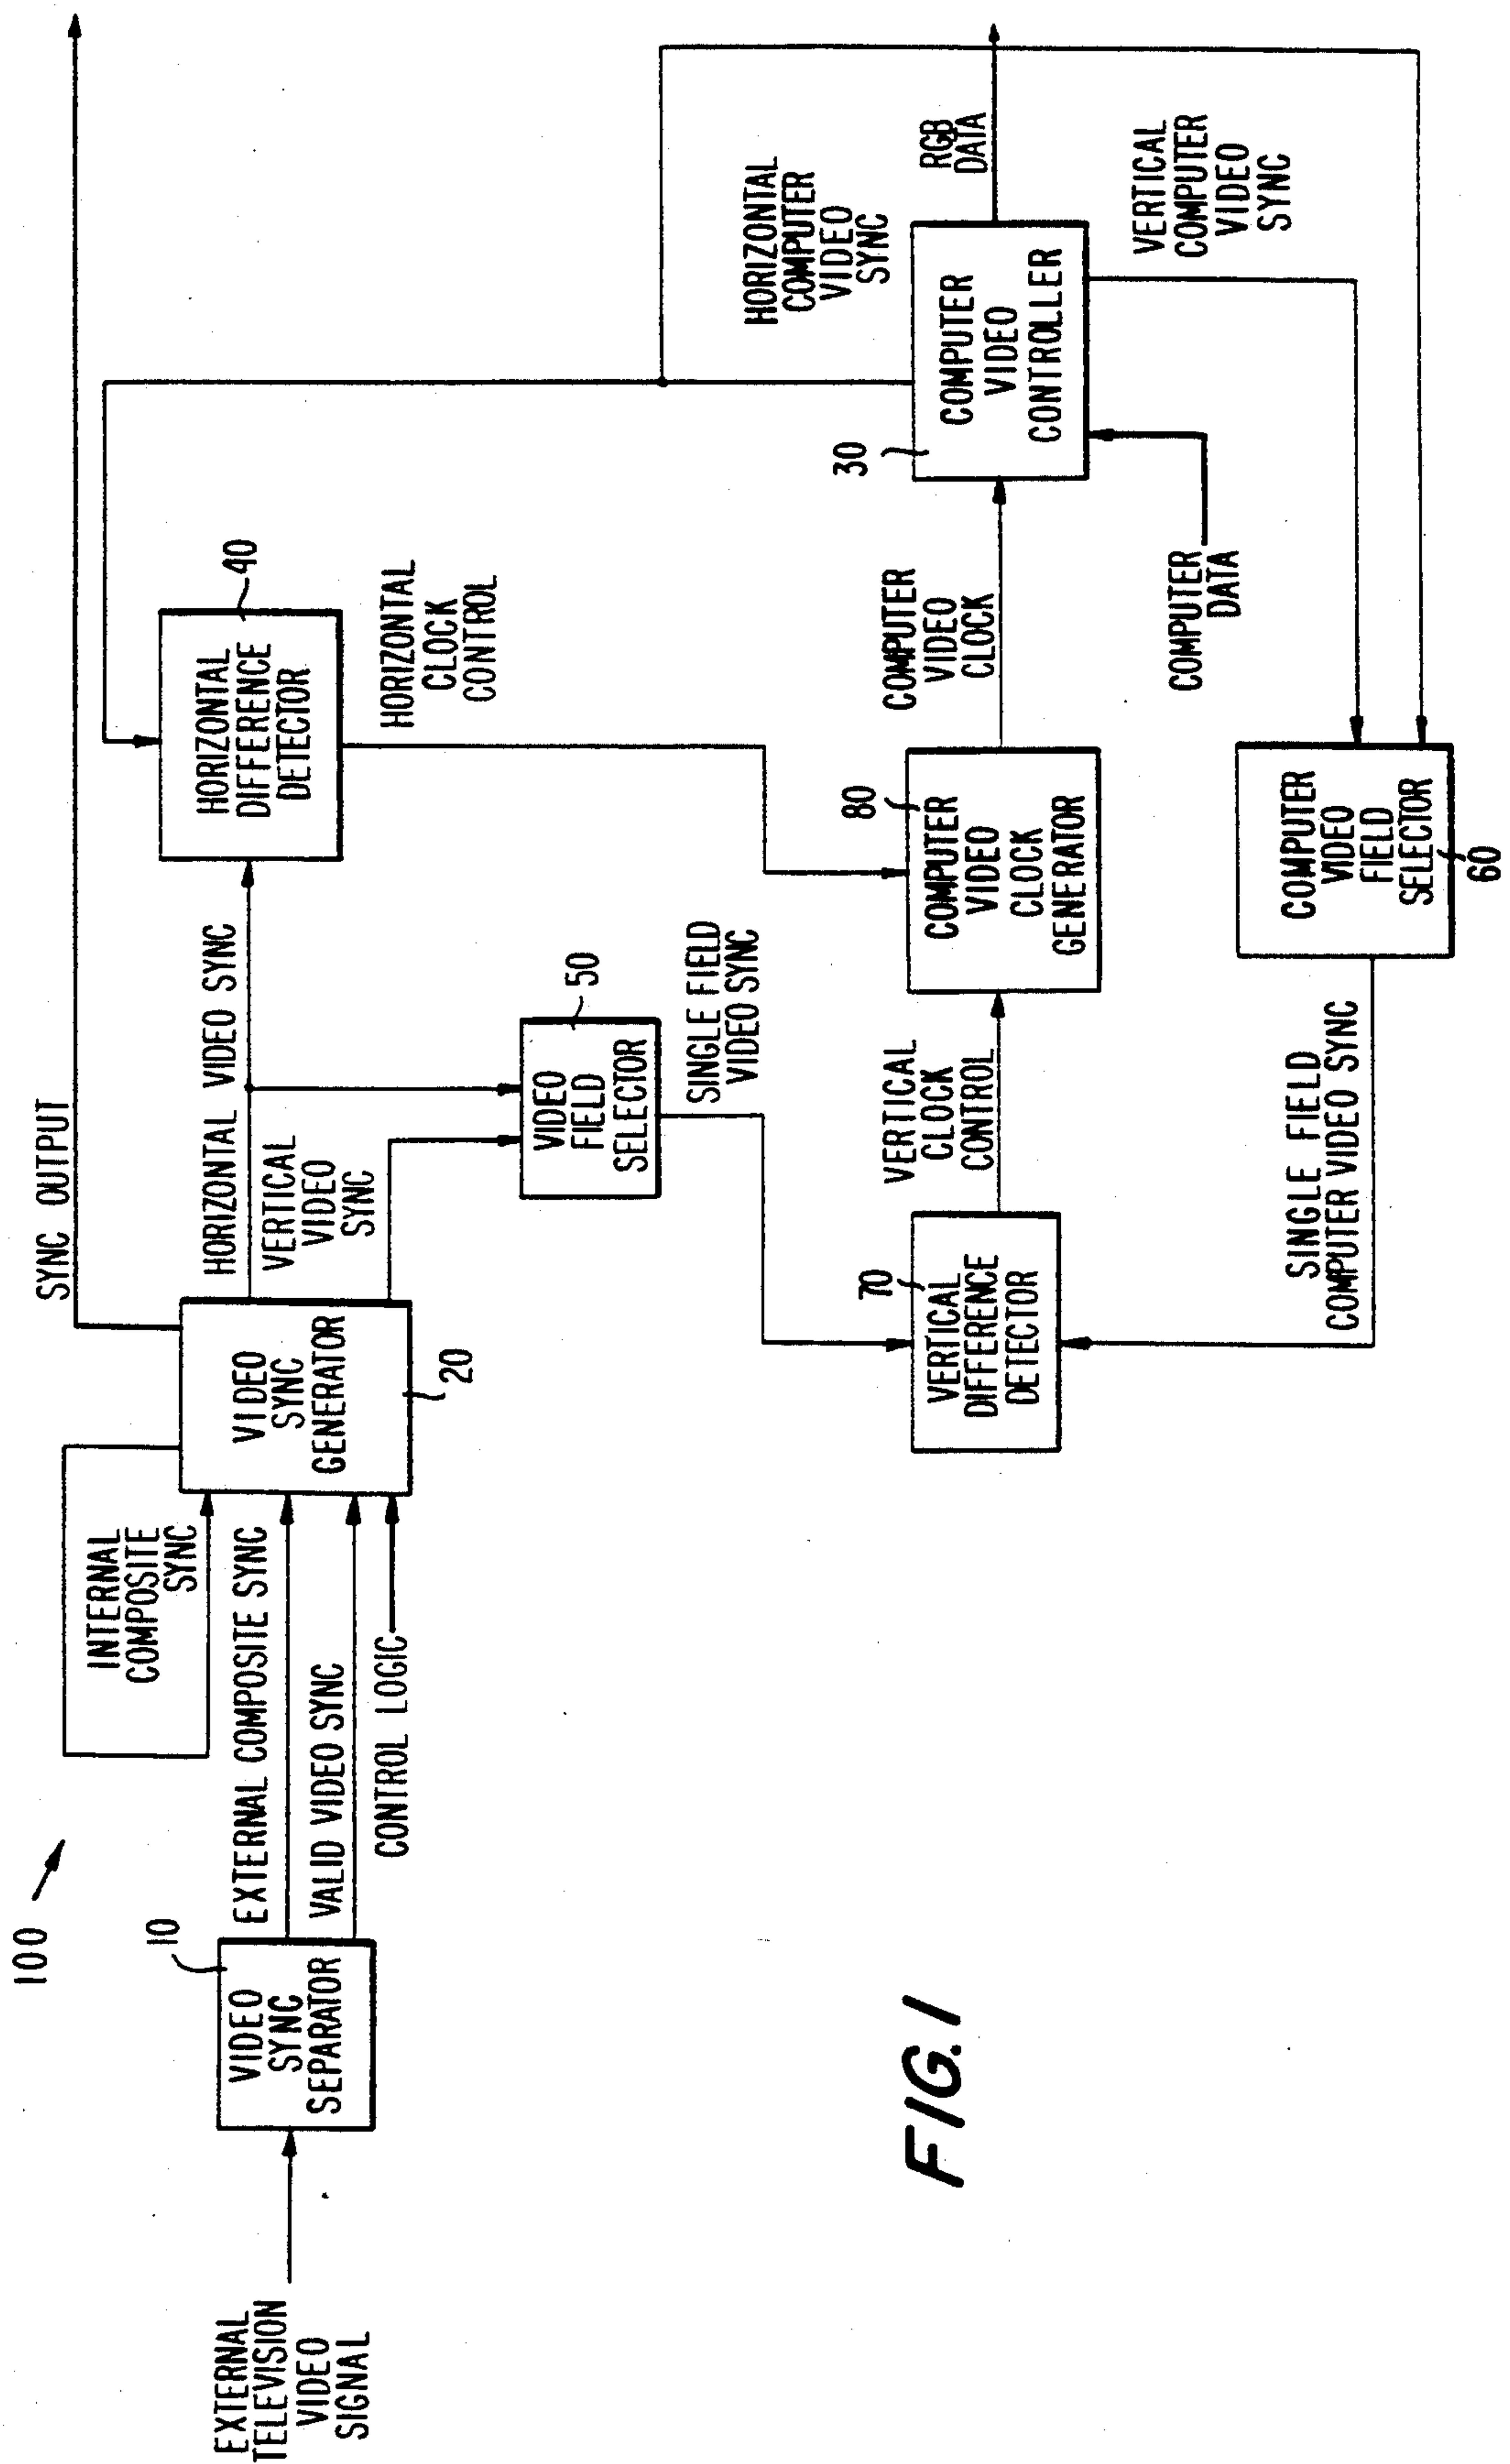 100
EXTERNAL
TELEVISION
VIDEO
SIGNAL
10
VIDEO
SYNC
SEPARATOR
EXTERNAL COMPOSITE SYNC
VALID VIDEO SYNC
CONTROL LOGIC
INTERNAL
COMPOSITE
SYNC
VIDEO
SYNC
GENERATOR
20
SYNC OUTPUT
HORIZONTAL VIDEO SYNC
VERTICAL
VIDEO
SYNC
VIDEO
FIELD
SELECTOR
50
SINGLE FIELD
VIDEO SYNC
HORIZONTAL
DIFFERENCE
DETECTOR
40
HORIZONTAL
CLOCK
CONTROL
70
VERTICAL
DIFFERENCE
DETECTOR
VERTICAL
CLOCK
CONTROL
80
COMPUTER
VIDEO
CLOCK
GENERATOR
COMPUTER
VIDEO
CLOCK
30
COMPUTER
VIDEO
CONTROLLER
HORIZONTAL
COMPUTER
VIDEO
SYNC
RGB
DATA
VERTICAL
COMPUTER
VIDEO
SYNC
COMPUTER
DATA
SINGLE FIELD
COMPUTER VIDEO SYNC
COMPUTER
VIDEO
FIELD
SELECTOR
60
FIG. 1